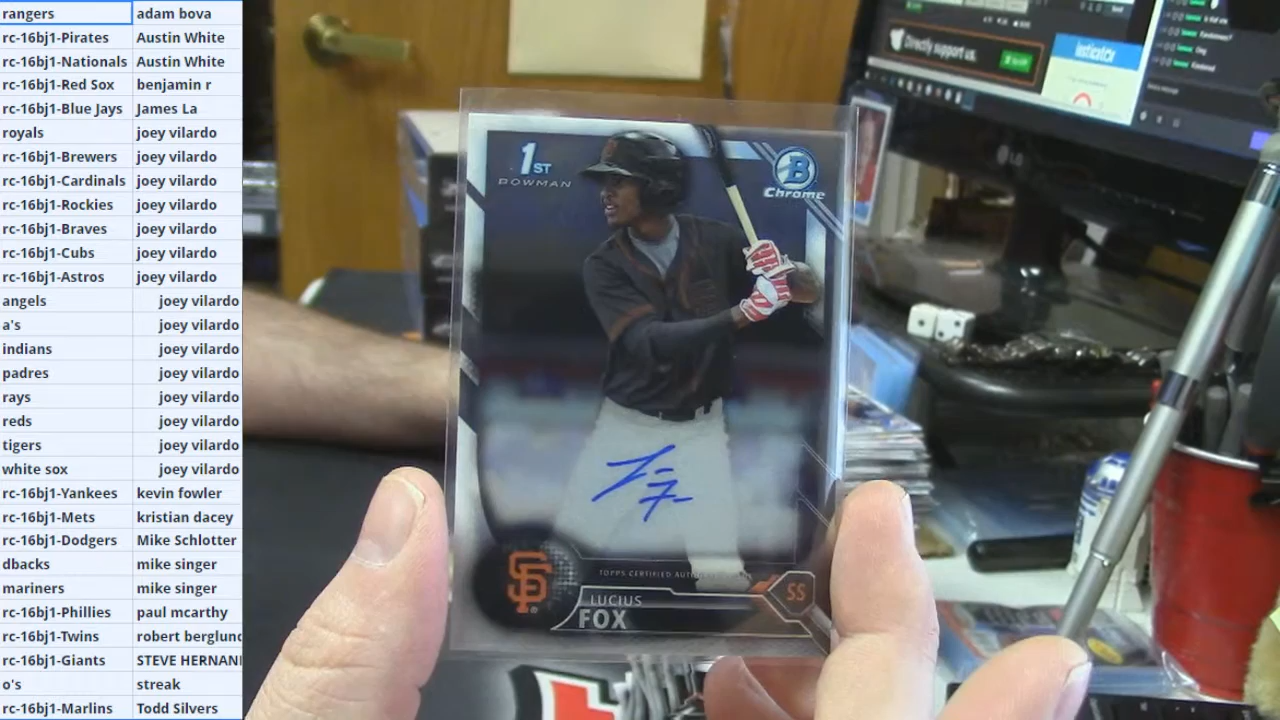 rangers adam bova
rc-16bj1-Pirates Austin White
rc-16bj1-Nationals Austin White
rc-16bj1-Red Sox benjamin r
rc-16bj1-Blue Jays James La
royals joey vilardo
rc-16bj1-Brewers joey vilardo
rc-16bj1-Cardinals joey vilardo
rc-16bj1-Rockies joey vilardo
rc-16bj1-Braves joey vilardo
rc-16bj1-Cubs joey vilardo
rc-16bj1-Astros joey vilardo
angels joey vilardo
a's joey vilardo
indians joey vilardo
padres joey vilardo
rays joey vilardo
reds joey vilardo
tigers joey vilardo
white sox joey vilardo
rc-16bj1-Yankees kevin fowler
rc-16bj1-Mets kristian dacey
rc-16bj1-Dodgers Mike Schlotter
dbacks mike singer
mariners mike singer
rc-16bj1-Phillies paul mcarthy
rc-16bj1-Twins robert berglund
rc-16bj1-Giants STEVE HERNAN
o's streak
rc-16bj1-Marlins Todd Silvers
1ST
BOWMAN
B
Chrome
SF
TOPPS CERTIFIED
SS
LUCIUS
FOX
Directly support us.
LG